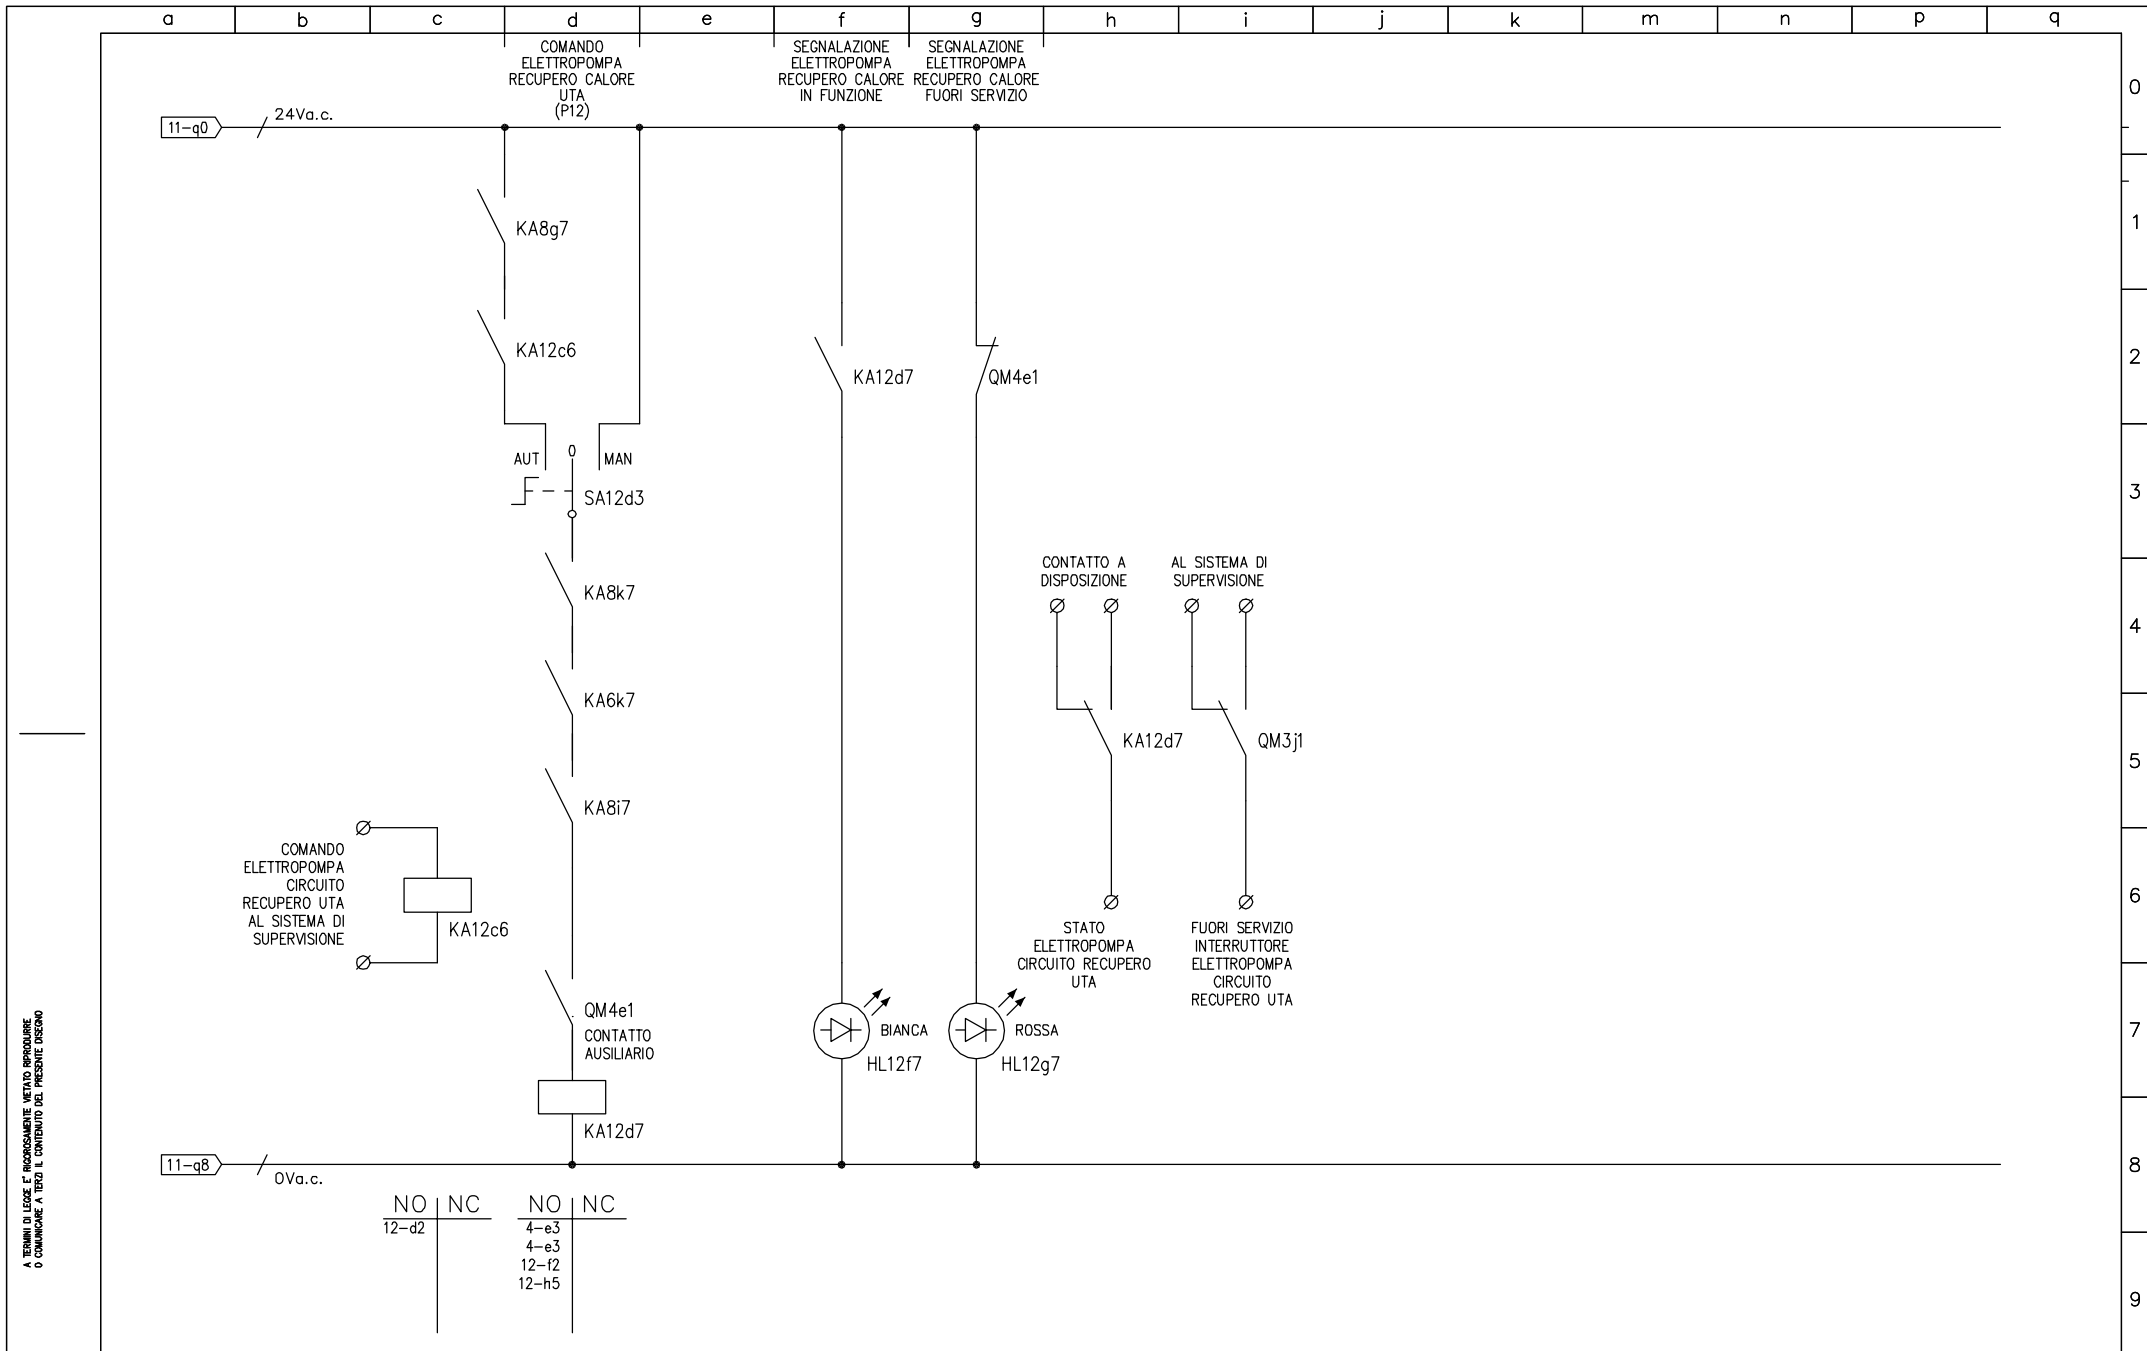 a b c d e f g h i j k m n p q
COMANDO
ELETTROPOMPA
RECUPERO CALORE
UTA
(P12)
SEGNALAZIONE
ELETTROPOMPA
RECUPERO CALORE
IN FUNZIONE
SEGNALAZIONE
ELETTROPOMPA
RECUPERO CALORE
FUORI SERVIZIO
0
11-q0
24Va.c.
KA8g7
1
KA12c6
KA12d7
QM4e1
2
AUT
0
MAN
SA12d3
3
CONTATTO A
DISPOSIZIONE
AL SISTEMA DI
SUPERVISIONE
KA8k7
4
KA6k7
KA12d7
QM3j1
5
KA8i7
COMANDO
ELETTROPOMPA
CIRCUITO
RECUPERO UTA
AL SISTEMA DI
SUPERVISIONE
KA12c6
6
STATO
ELETTROPOMPA
CIRCUITO RECUPERO
UTA
FUORI SERVIZIO
INTERRUTTORE
ELETTROPOMPA
CIRCUITO
RECUPERO UTA
QM4e1
CONTATTO
AUSILIARIO
BIANCA
HL12f7
ROSSA
HL12g7
7
KA12d7
11-q8
0Va.c.
8
NO NC
12-d2
NO NC
4-e3
4-e3
12-f2
12-h5
9
A TERMINI DI LEGGE E' RIGOROSAMENTE VIETATO RIPRODURRE
O COMUNICARE A TERZI IL CONTENUTO DEL PRESENTE DISEGNO